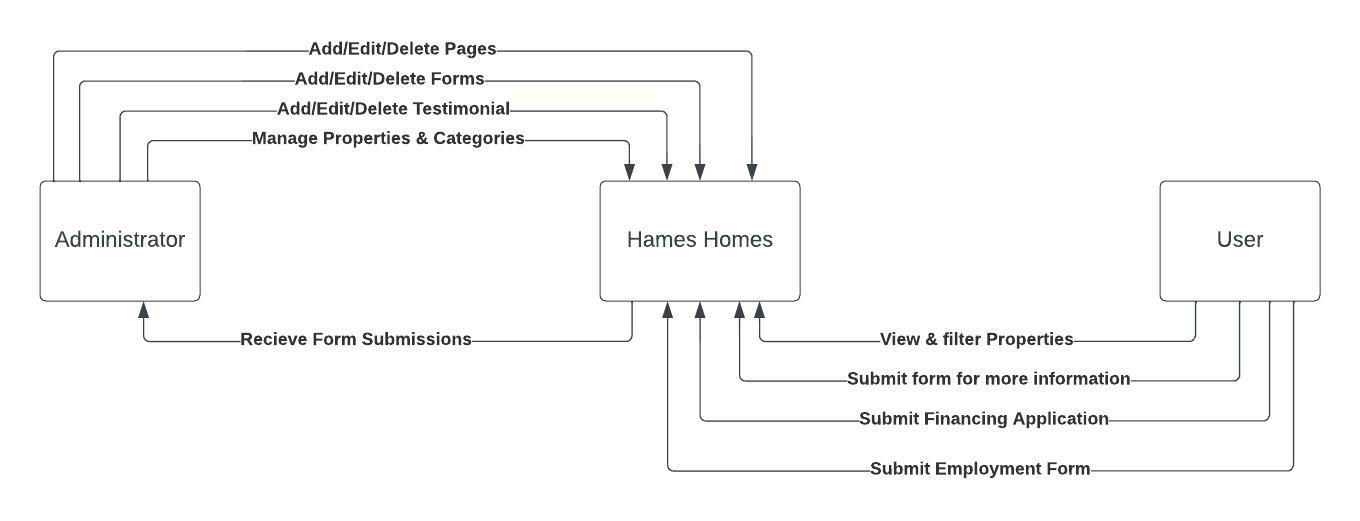 Add/Edit/Delete Pages
Add/Edit/Delete Forms
Add/Edit/Delete Testimonial
Manage Properties & Categories
Administrator
Hames Homes
User
Recieve Form Submissions
View & filter Properties
Submit form for more information
Submit Financing Application
Submit Employment Form